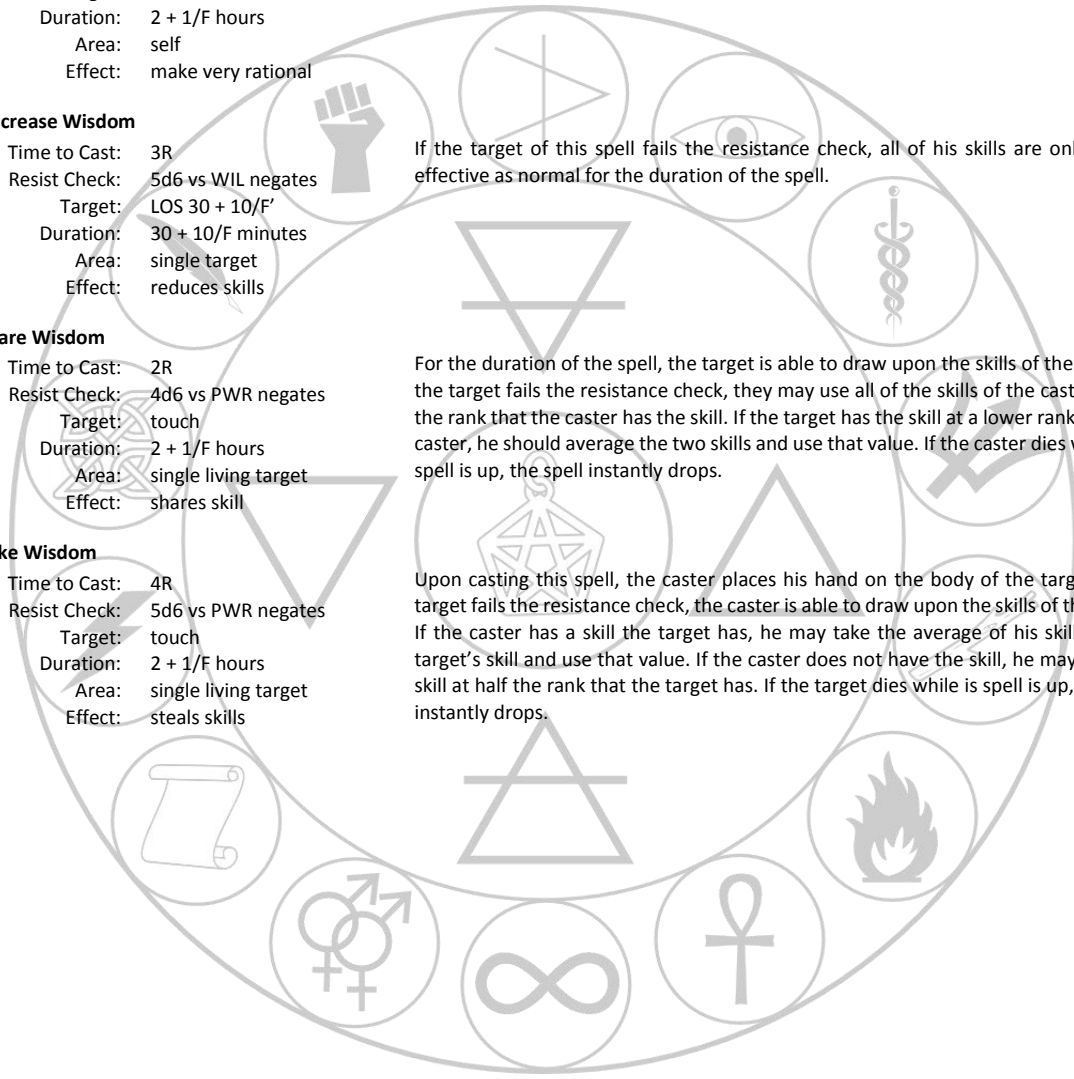 Duration: 2 + 1/F hours
Area: self
Effect: make very rational
crease Wisdom
Time to Cast: 3R
Resist Check: 5d6 vs WIL negates
Target: LOS 30 + 10/F’
Duration: 30 + 10/F minutes
Area: single target
Effect: reduces skills
If the target of this spell fails the resistance check, all of his skills are onl
effective as normal for the duration of the spell.
are Wisdom
Time to Cast: 2R
Resist Check: 4d6 vs PWR negates
Target: touch
Duration: 2 + 1/F hours
Area: single living target
Effect: shares skill
For the duration of the spell, the target is able to draw upon the skills of the
the target fails the resistance check, they may use all of the skills of the cast
the rank that the caster has the skill. If the target has the skill at a lower rank
caster, he should average the two skills and use that value. If the caster dies w
spell is up, the spell instantly drops.
ke Wisdom
Time to Cast: 4R
Resist Check: 5d6 vs PWR negates
Target: touch
Duration: 2 + 1/F hours
Area: single living target
Effect: steals skills
Upon casting this spell, the caster places his hand on the body of the targ
target fails the resistance check, the caster is able to draw upon the skills of th
If the caster has a skill the target has, he may take the average of his skill
target’s skill and use that value. If the caster does not have the skill, he may
skill at half the rank that the target has. If the target dies while is spell is up,
instantly drops.